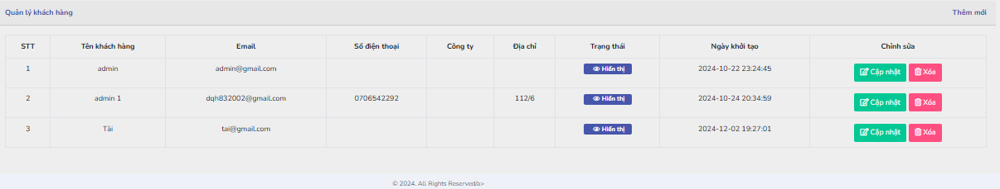 Quản lý khách hàng Thêm mới
STT Tên khách hàng Email Số điện thoại Công ty Địa chỉ Trạng thái Ngày khởi tạo Chỉnh sửa
1 admin admin@gmail.com Hiển thị 2024-10-22 23:24:45 Cập nhật Xóa
2 admin 1 dqh832002@gmail.com 0706542292 112/6 Hiển thị 2024-10-24 20:34:59 Cập nhật Xóa
3 Tài tai@gmail.com Hiển thị 2024-12-02 19:27:01 Cập nhật Xóa
© 2024. All Rights Reserved/a>